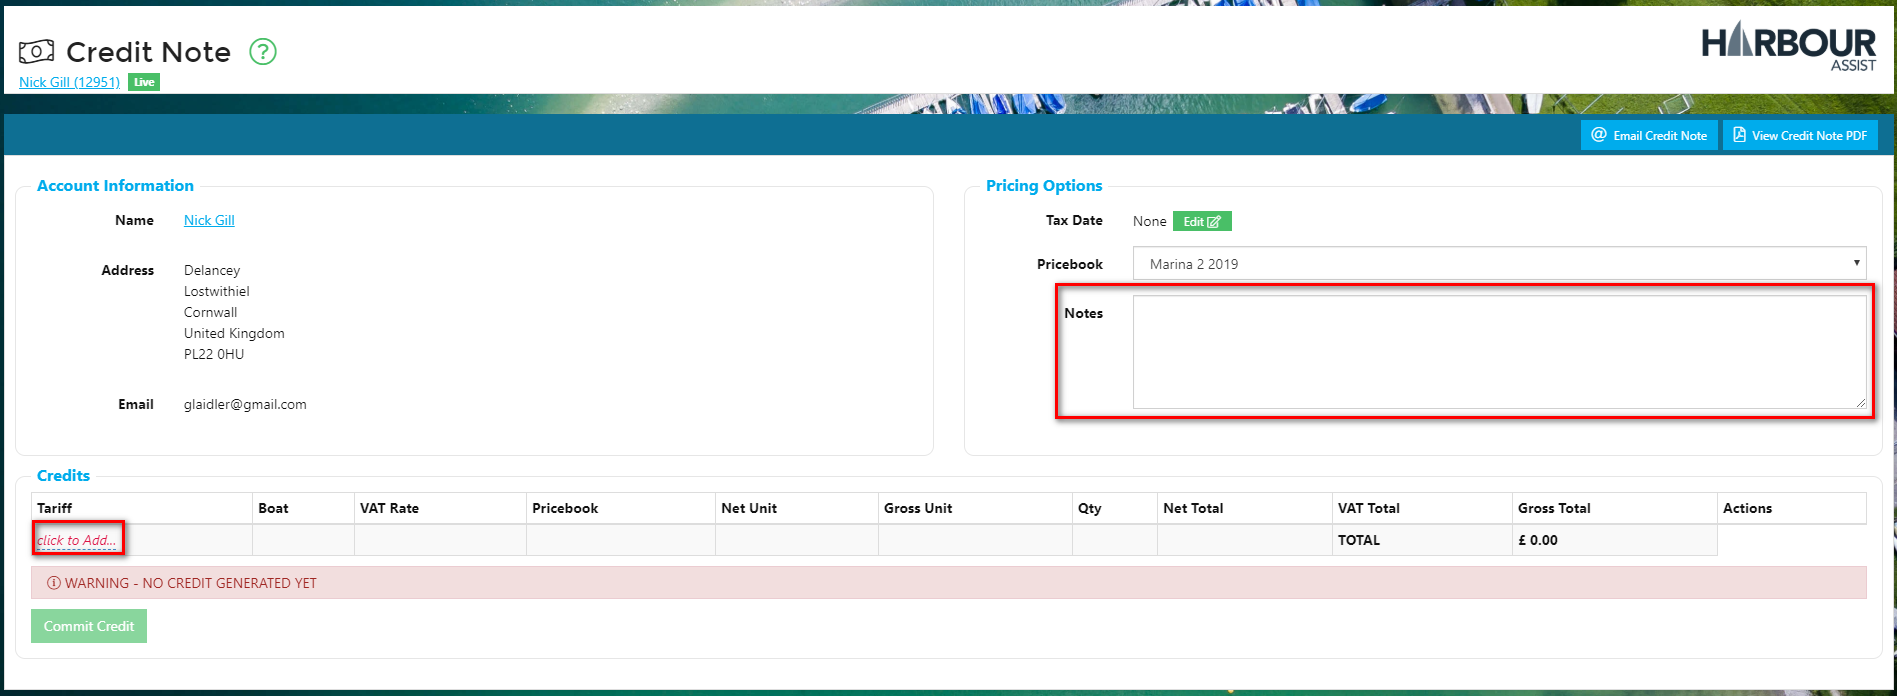 Credit Note ?
HARBOUR
ASSIST
Nick Gill (12951) Live
@ Email Credit Note View Credit Note PDF
Account Information
Name Nick Gill
Address Delancey
Lostwithiel
Cornwall
United Kingdom
PL22 0HU
Email glaidler@gmail.com
Pricing Options
Tax Date None Edit
Pricebook Marina 2 2019
Notes
Credits
Tariff Boat VAT Rate Pricebook Net Unit Gross Unit Qty Net Total VAT Total Gross Total Actions
click to Add... TOTAL £ 0.00
WARNING - NO CREDIT GENERATED YET
Commit Credit